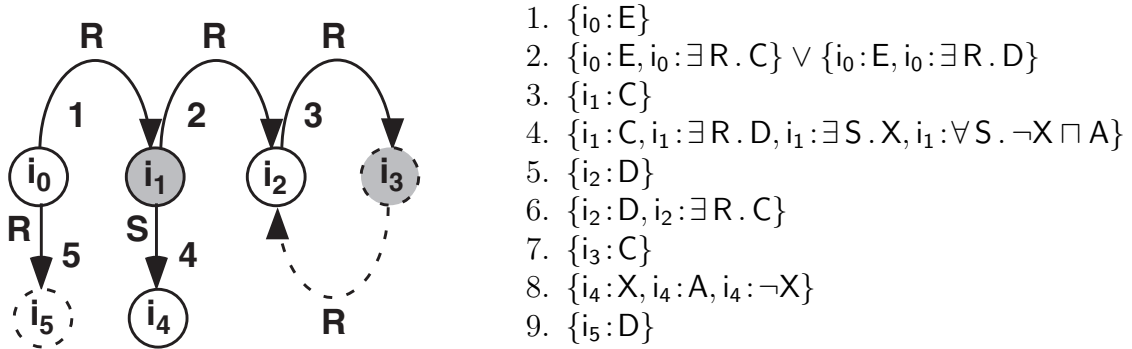 R R R
1 2 3
i₀ i₁ i₂ i₃
R S
5 4
i₅ i₄ R
1. {i₀:E}
2. {i₀:E, i₀:∃R.C} ∨ {i₀:E, i₀:∃R.D}
3. {i₁:C}
4. {i₁:C, i₁:∃R.D, i₁:∃S.X, i₁:∀S.¬X ⊓ A}
5. {i₂:D}
6. {i₂:D, i₂:∃R.C}
7. {i₃:C}
8. {i₄:X, i₄:A, i₄:¬X}
9. {i₅:D}